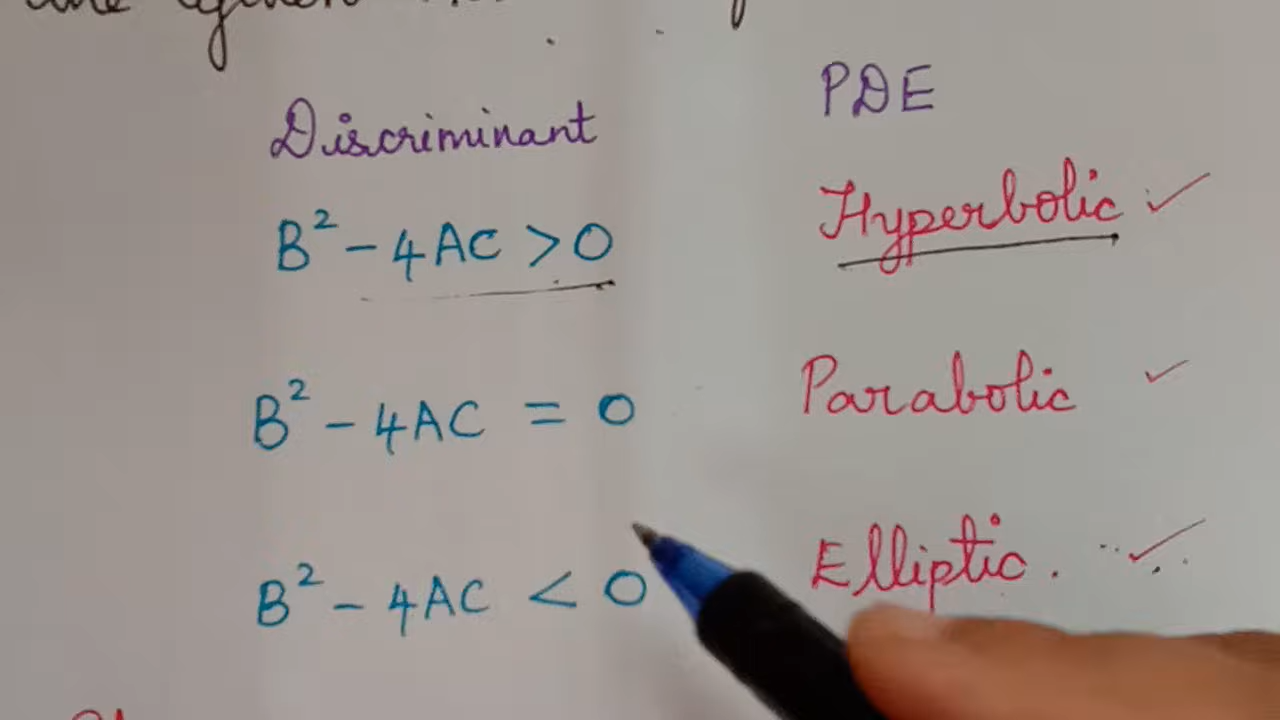 Discriminant PDE
B² - 4AC > 0 Hyperbolic ✓
B² - 4AC = 0 Parabolic ✓
B² - 4AC < 0 Elliptic. ✓